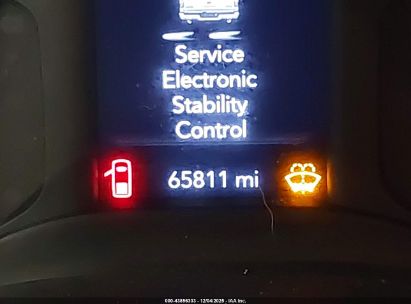 Service
Electronic
Stability
Control
65811 mi